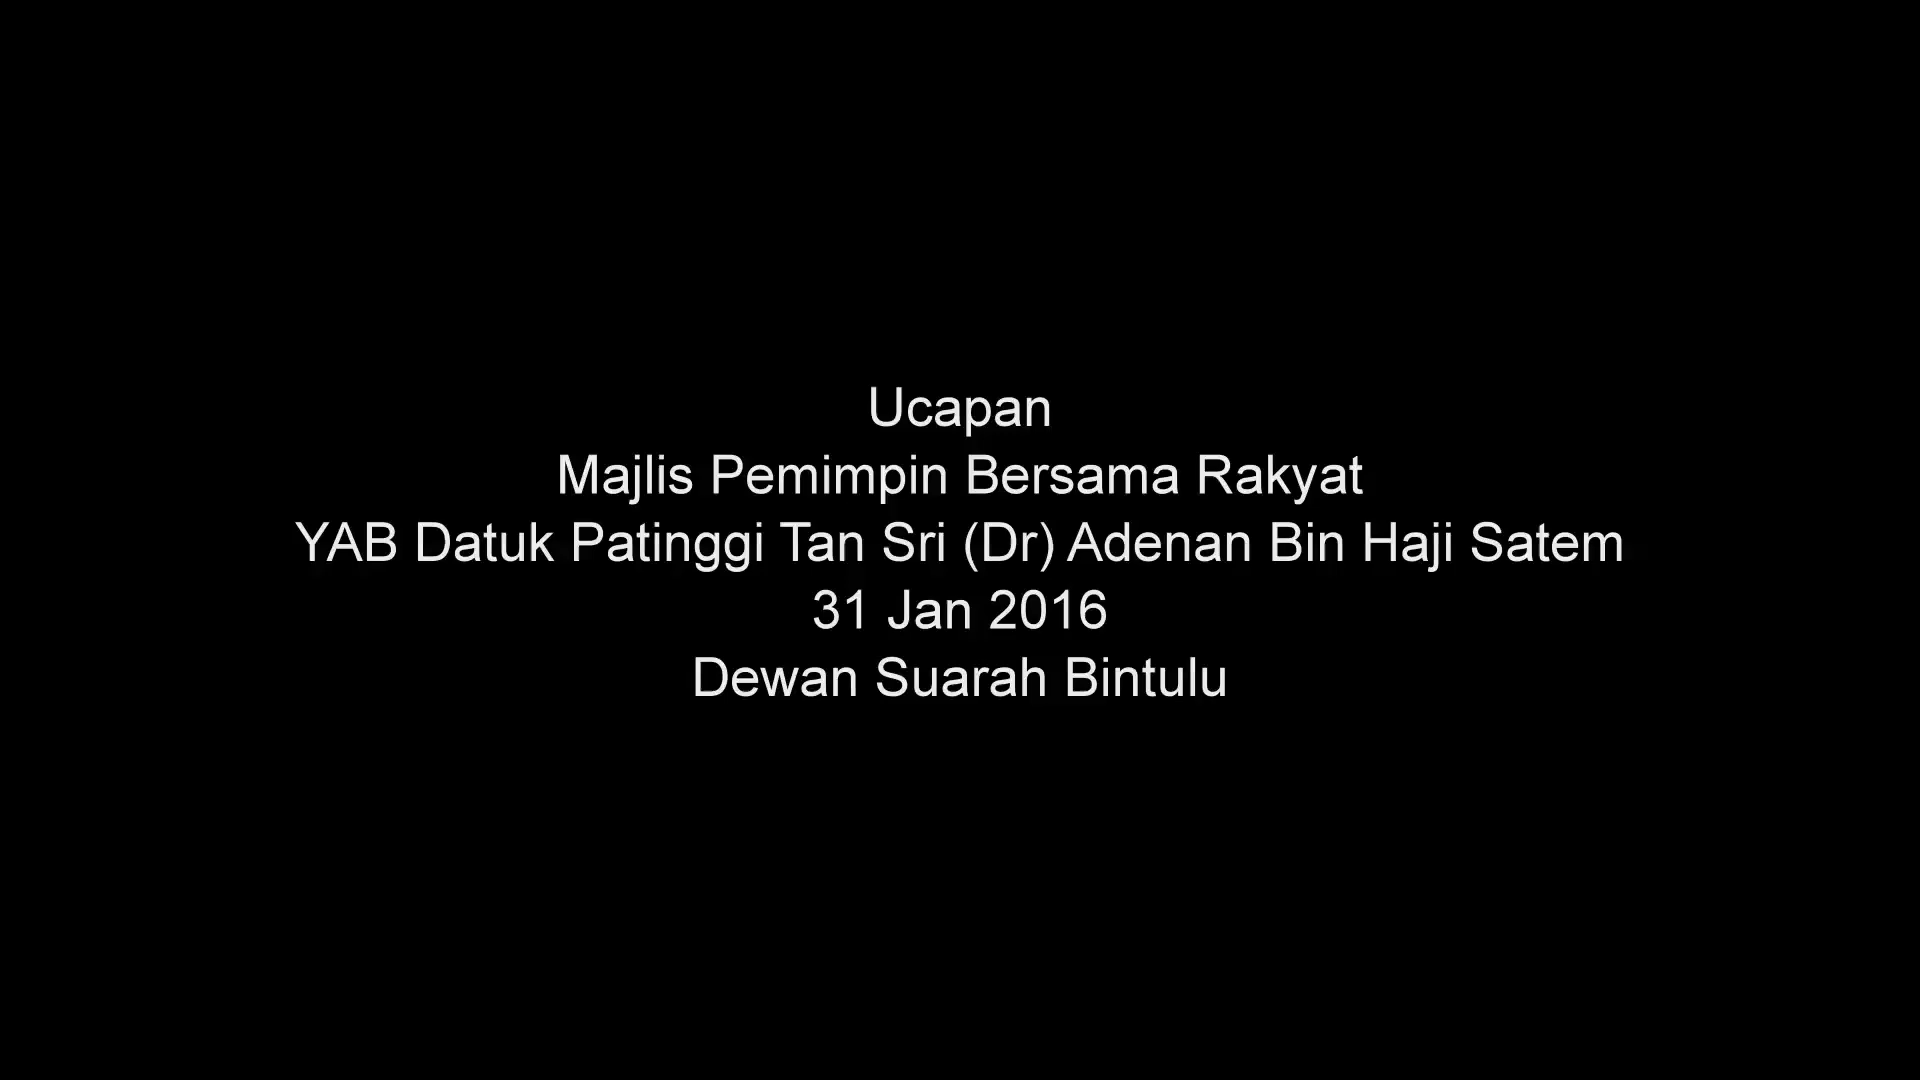 Ucapan
Majlis Pemimpin Bersama Rakyat
YAB Datuk Patinggi Tan Sri (Dr) Adenan Bin Haji Satem
31 Jan 2016
Dewan Suarah Bintulu